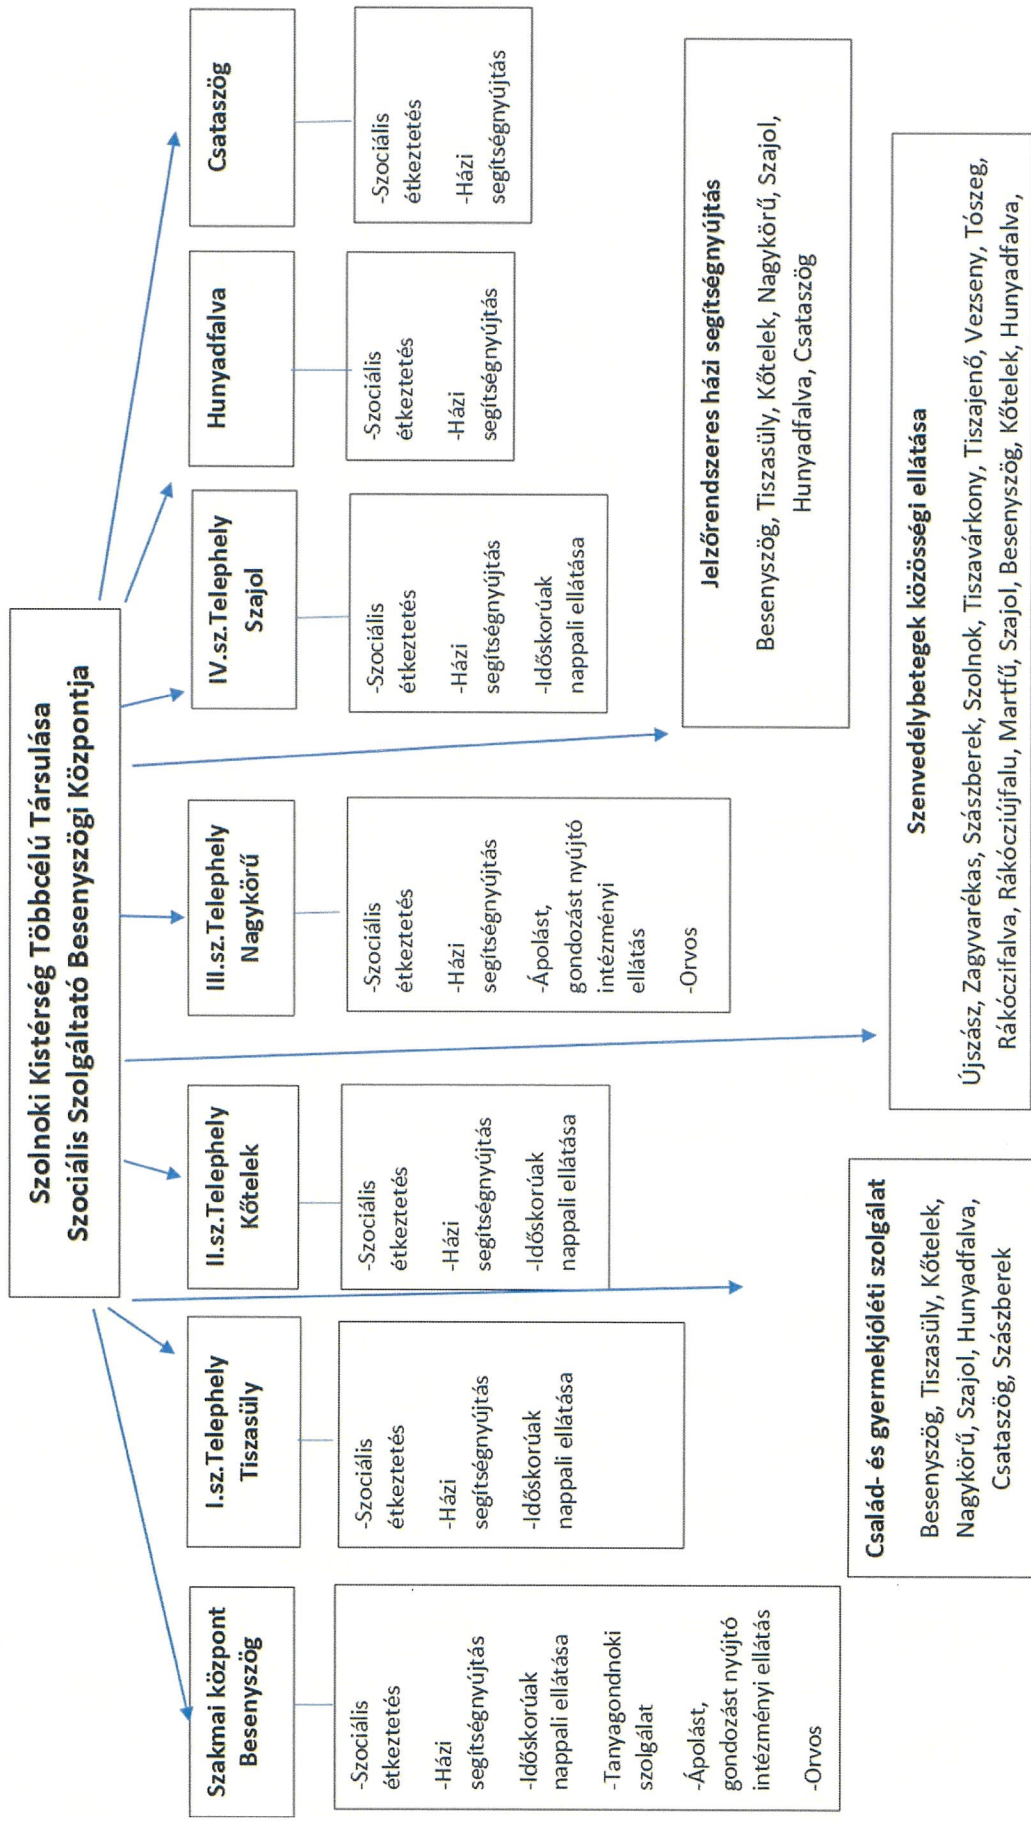 Szolnoki Kistérség Többcélú Társulása
Szociális Szolgáltató Besenyszögi Központja
Szakmai központ
Besenyszög
-Szociális
étkeztetés
-Házi
segítségnyújtás
-Időskorúak
nappali ellátása
-Tanyagondnoki
szolgálat
-Ápolást,
gondozást nyújtó
intézményi ellátás
-Orvos
I.sz.Telephely
Tiszasüly
-Szociális
étkeztetés
-Házi
segítségnyújtás
-Időskorúak
nappali ellátása
II.sz.Telephely
Kőtelek
-Szociális
étkeztetés
-Házi
segítségnyújtás
-Időskorúak
nappali ellátása
III.sz.Telephely
Nagykörű
-Szociális
étkeztetés
-Házi
segítségnyújtás
-Ápolást,
gondozást nyújtó
intézményi
ellátás
-Orvos
IV.sz.Telephely
Szajol
-Szociális
étkeztetés
-Házi
segítségnyújtás
-Időskorúak
nappali ellátása
Hunyadfalva
-Szociális
étkeztetés
-Házi
segítségnyújtás
Csataszög
-Szociális
étkeztetés
-Házi
segítségnyújtás
Jelzőrendszeres házi segítségnyújtás
Besenyszög, Tiszasüly, Kőtelek, Nagykörű, Szajol,
Hunyadfalva, Csataszög
Család- és gyermekjóléti szolgálat
Besenyszög, Tiszasüly, Kőtelek,
Nagykörű, Szajol, Hunyadfalva,
Csataszög, Szászberek
Szenvedélybetegek közösségi ellátása
Újszász, Zagyvarékas, Szászberek, Szolnok, Tiszavárkony, Tiszajenő, Vezseny, Tószeg,
Rákóczifalva, Rákócziújfalu, Martfű, Szajol, Besenyszög, Kőtelek, Hunyadfalva,